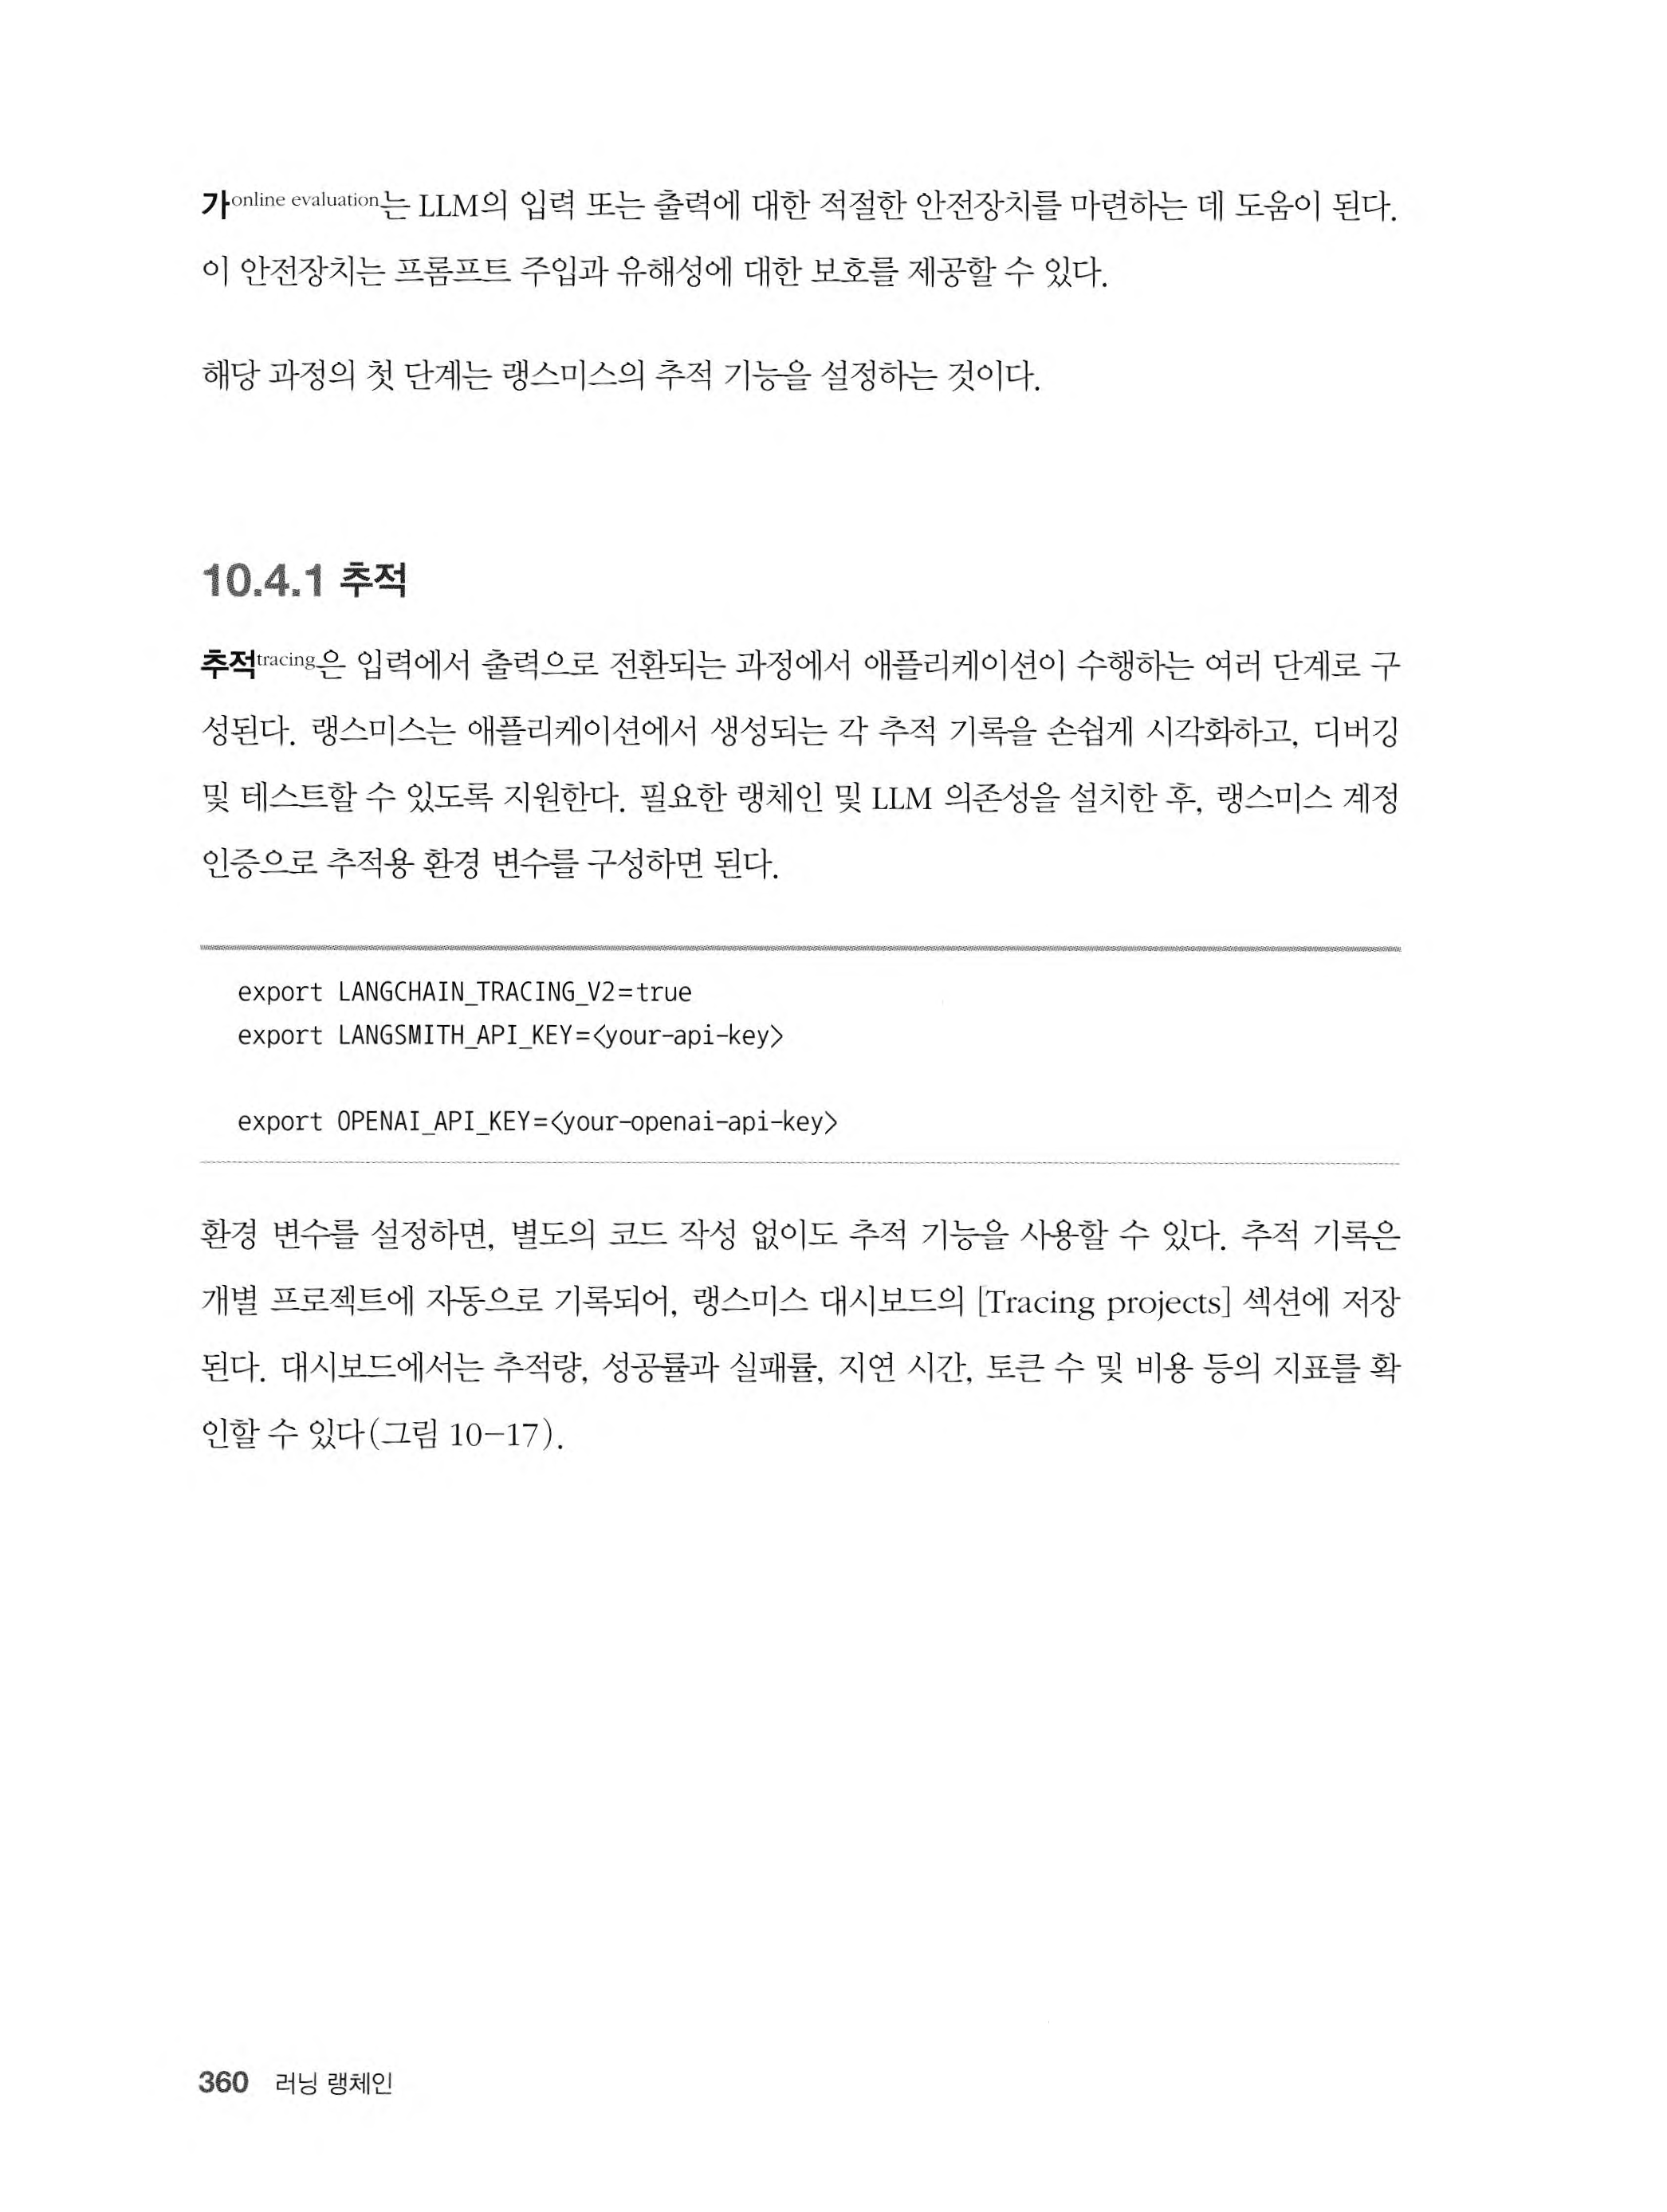 가online evaluation는 LLM의 입력 또는 출력에 대한 적절한 안전장치를 마련하는 데 도움이 된다.
이 안전장치는 프롬프트 주입과 유해성에 대한 보호를 제공할 수 있다.
해당 과정의 첫 단계는 랭스미스의 추적 기능을 설정하는 것이다.
10.4.1 추적
추적tracing은 입력에서 출력으로 전환되는 과정에서 애플리케이션이 수행하는 여러 단계로 구
성된다. 랭스미스는 애플리케이션에서 생성되는 각 추적 기록을 손쉽게 시각화하고, 디버깅
및 테스트할 수 있도록 지원한다. 필요한 랭체인 및 LLM 의존성을 설치한 후, 랭스미스 계정
인증으로 추적용 환경 변수를 구성하면 된다.
export LANGCHAIN_TRACING_V2=true
export LANGSMITH_API_KEY=<your-api-key>
export OPENAI_API_KEY=<your-openai-api-key>
환경 변수를 설정하면, 별도의 코드 작성 없이도 추적 기능을 사용할 수 있다. 추적 기록은
개별 프로젝트에 자동으로 기록되어, 랭스미스 대시보드의 [Tracing projects] 섹션에 저장
된다. 대시보드에서는 추적량, 성공률과 실패률, 지연 시간, 토큰 수 및 비용 등의 지표를 확
인할 수 있다(그림 10-17).
360 러닝 랭체인